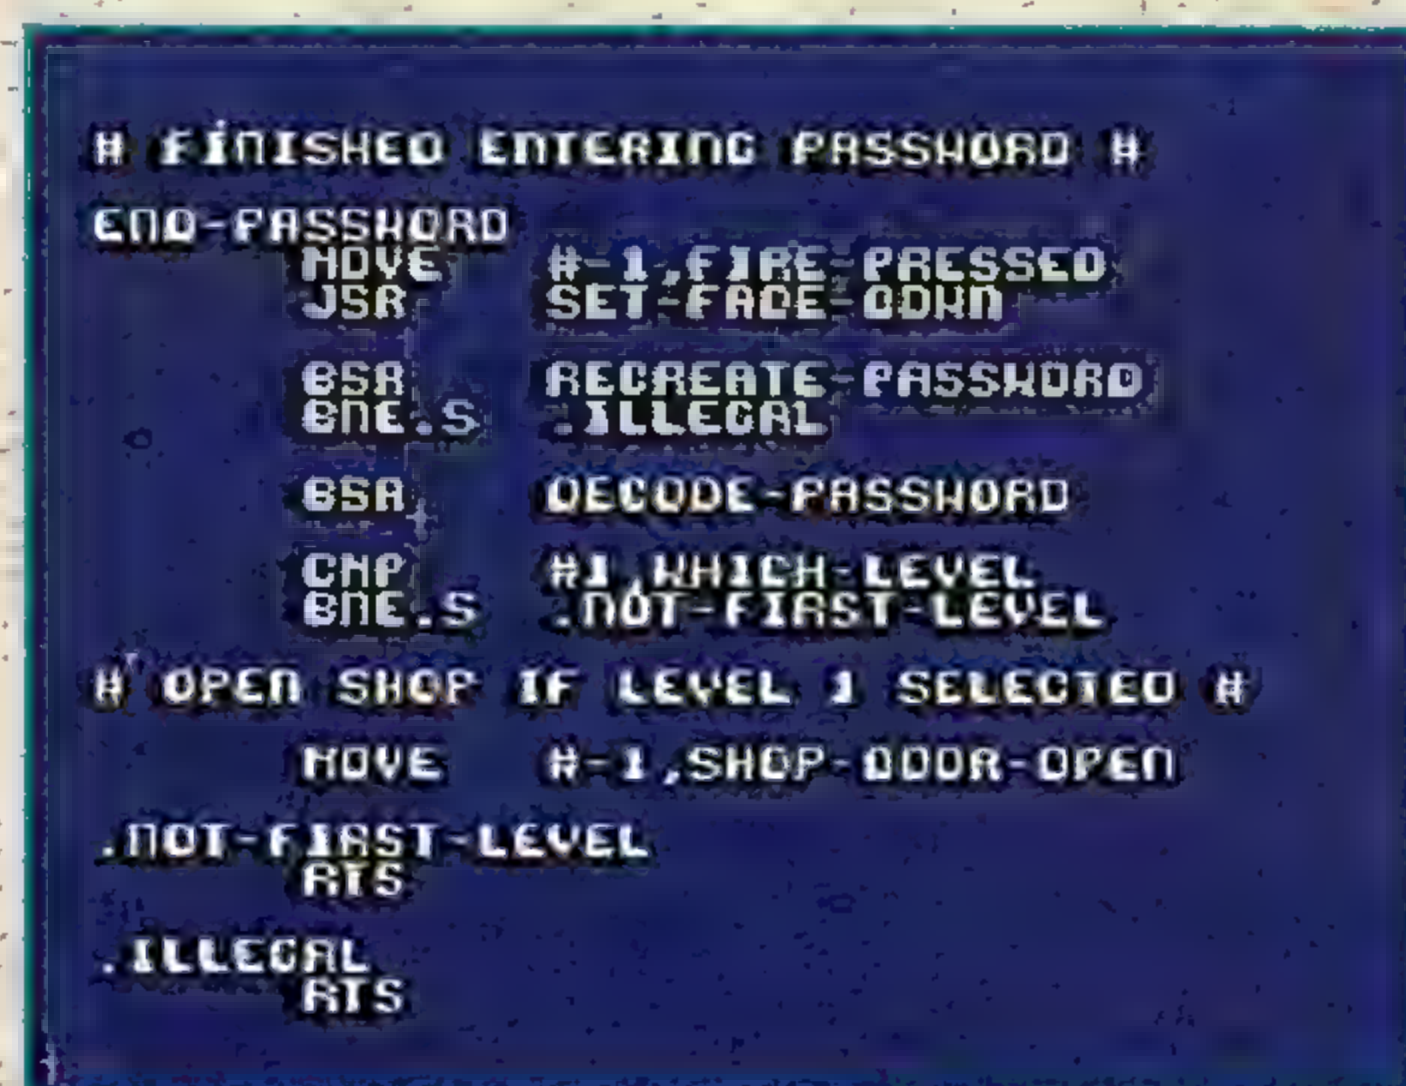 # FINISHED ENTERING PASSWORD #
END-PASSWORD
MOVE #-1,FIRE-PRESSED
JSR SET-FADE-DOWN
BSR RECREATE-PASSWORD
BNE.S .ILLEGAL
BSR DECODE-PASSWORD
CMP #1,WHICH-LEVEL
BNE.S .NOT-FIRST-LEVEL
# OPEN SHOP IF LEVEL 1 SELECTED #
MOVE #-1,SHOP-DOOR-OPEN
.NOT-FIRST-LEVEL
RTS
.ILLEGAL
RTS